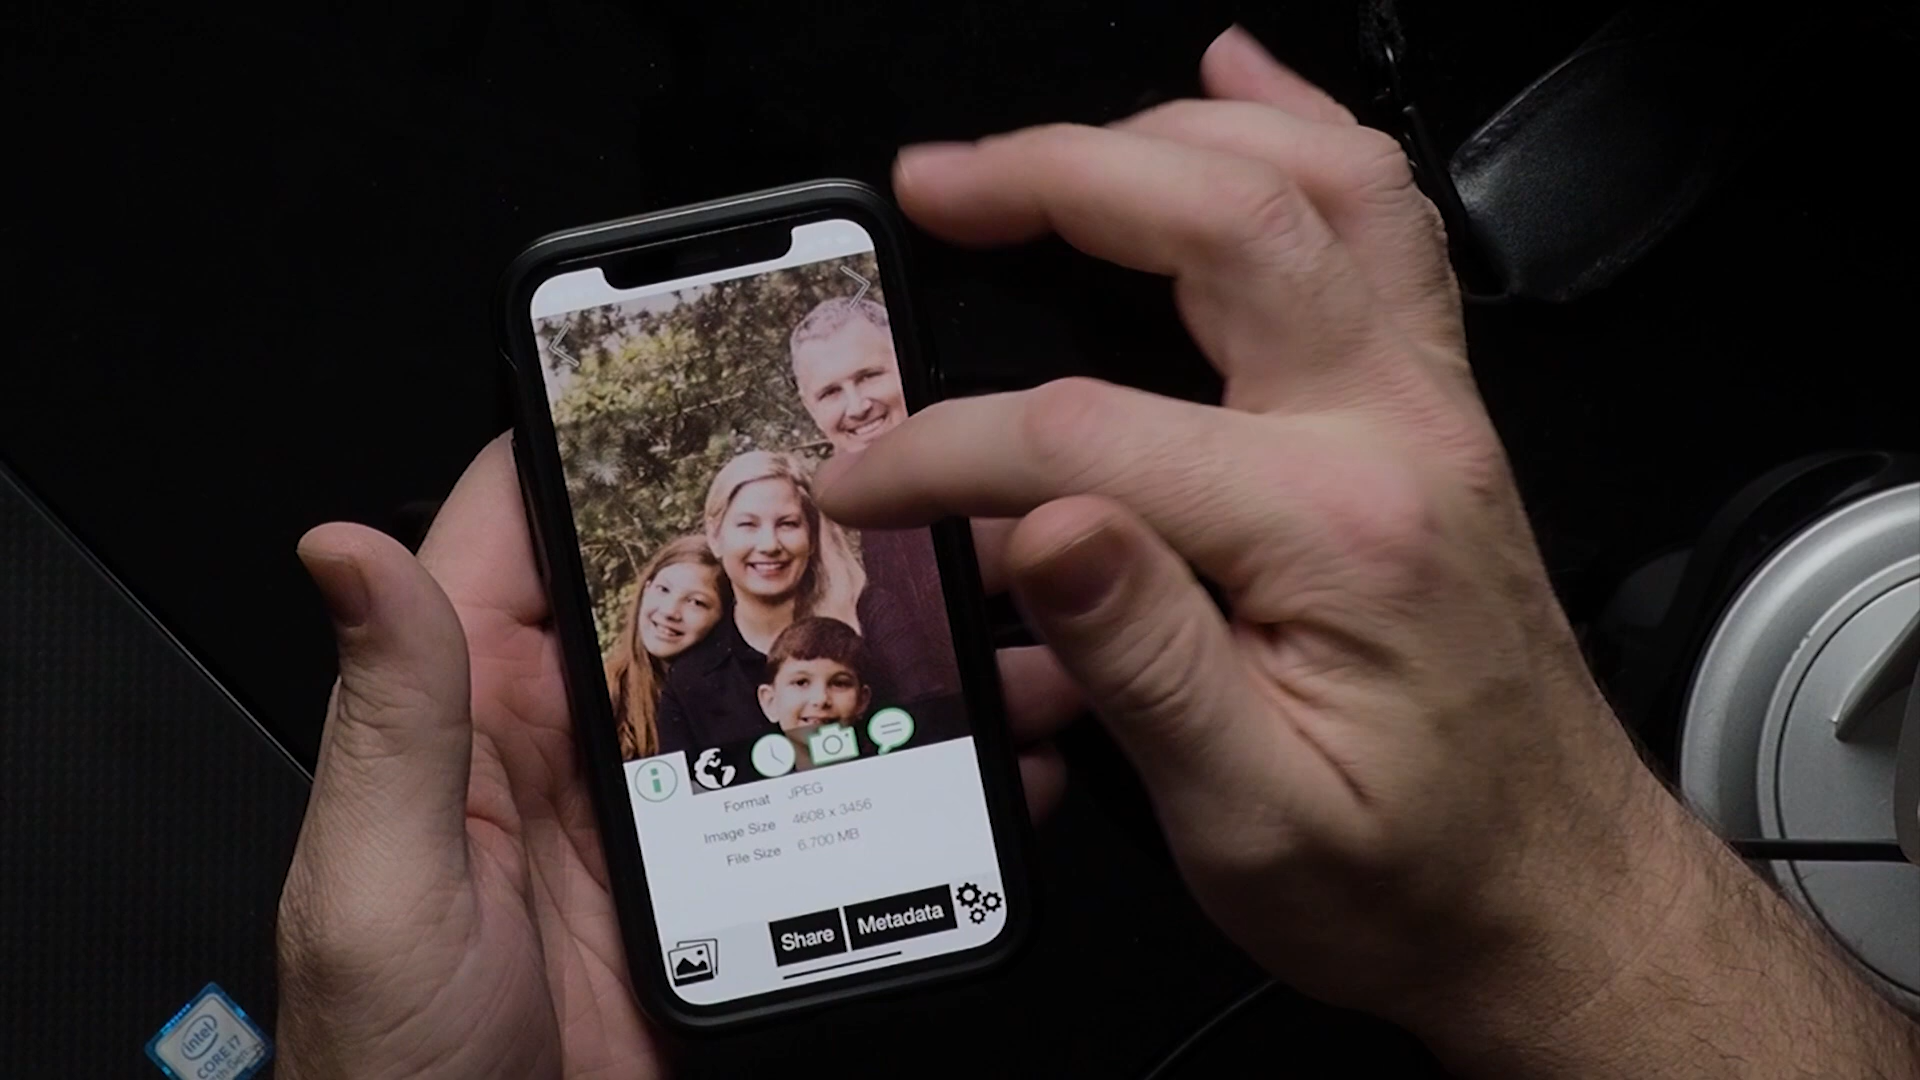 Format JPEG
Image Size 4608 x 3456
File Size 6.700 MB
Share Metadata
intel
CORE i7